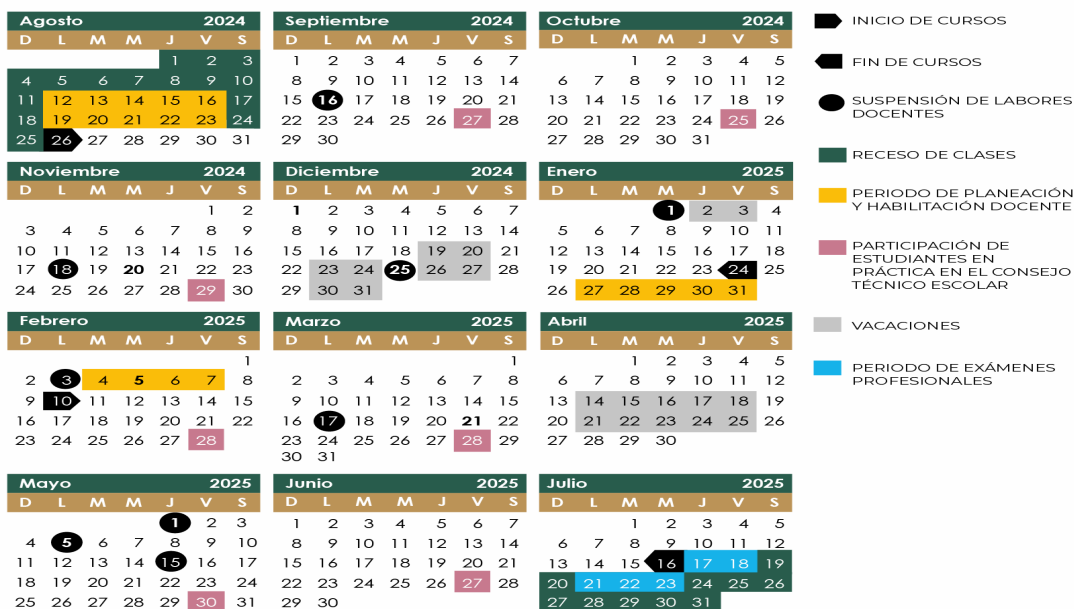 Agosto 2024
D L M M J V S
1 2 3
4 5 6 7 8 9 10
11 12 13 14 15 16 17
18 19 20 21 22 23 24
25 26 27 28 29 30 31
Septiembre 2024
D L M M J V S
1 2 3 4 5 6 7
8 9 10 11 12 13 14
15 16 17 18 19 20 21
22 23 24 25 26 27 28
29 30
Octubre 2024
D L M M J V S
1 2 3 4 5
6 7 8 9 10 11 12
13 14 15 16 17 18 19
20 21 22 23 24 25 26
27 28 29 30 31
Noviembre 2024
D L M M J V S
1 2
3 4 5 6 7 8 9
10 11 12 13 14 15 16
17 18 19 20 21 22 23
24 25 26 27 28 29 30
Diciembre 2024
D L M M J V S
1 2 3 4 5 6 7
8 9 10 11 12 13 14
15 16 17 18 19 20 21
22 23 24 25 26 27 28
29 30 31
Enero 2025
D L M M J V S
1 2 3 4
5 6 7 8 9 10 11
12 13 14 15 16 17 18
19 20 21 22 23 24 25
26 27 28 29 30 31
Febrero 2025
D L M M J V S
1
2 3 4 5 6 7 8
9 10 11 12 13 14 15
16 17 18 19 20 21 22
23 24 25 26 27 28
Marzo 2025
D L M M J V S
1
2 3 4 5 6 7 8
9 10 11 12 13 14 15
16 17 18 19 20 21 22
23 24 25 26 27 28 29
30 31
Abril 2025
D L M M J V S
1 2 3 4 5
6 7 8 9 10 11 12
13 14 15 16 17 18 19
20 21 22 23 24 25 26
27 28 29 30
Mayo 2025
D L M M J V S
1 2 3
4 5 6 7 8 9 10
11 12 13 14 15 16 17
18 19 20 21 22 23 24
25 26 27 28 29 30 31
Junio 2025
D L M M J V S
1 2 3 4 5 6 7
8 9 10 11 12 13 14
15 16 17 18 19 20 21
22 23 24 25 26 27 28
29 30
Julio 2025
D L M M J V S
1 2 3 4 5
6 7 8 9 10 11 12
13 14 15 16 17 18 19
20 21 22 23 24 25 26
27 28 29 30 31
INICIO DE CURSOS
FIN DE CURSOS
SUSPENSIÓN DE LABORES
DOCENTES
RECESO DE CLASES
PERIODO DE PLANEACIÓN
Y HABILITACIÓN DOCENTE
PARTICIPACIÓN DE
ESTUDIANTES EN
PRÁCTICA EN EL CONSEJO
TÉCNICO ESCOLAR
VACACIONES
PERIODO DE EXÁMENES
PROFESIONALES